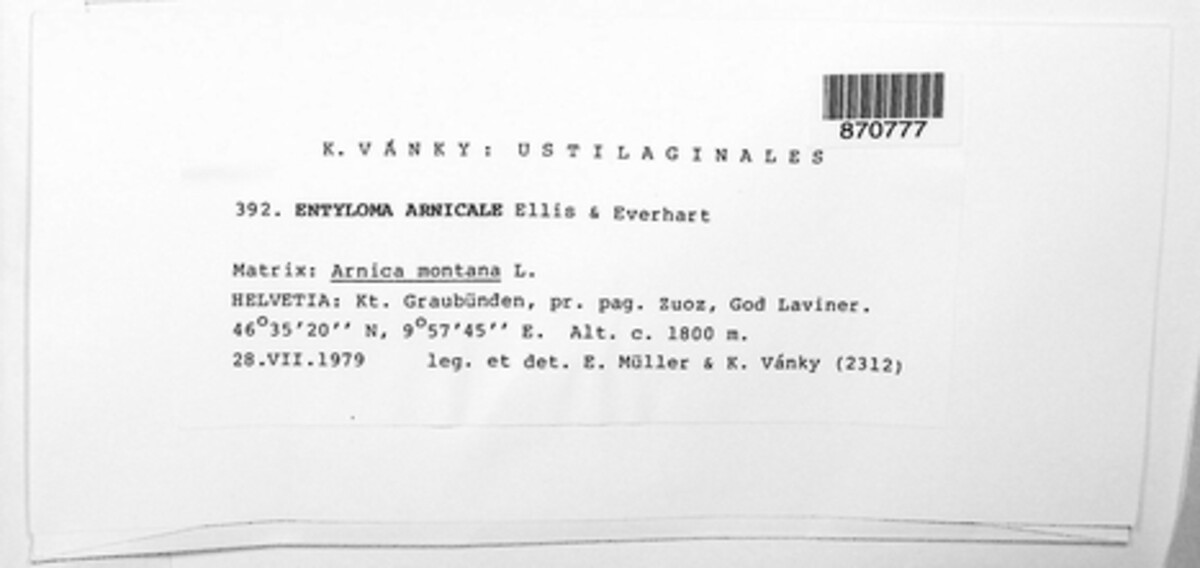 870777
K. VÁNKY: USTILAGINALES
392. ENTYLOMA ARNICALE Ellis & Everhart
Matrix: Arnica montana L.
HELVETIA: Kt. Graubünden, pr. pag. Zuoz, God Laviner.
46°35'20'' N, 9°57'45'' E. Alt. c. 1800 m.
28.VII.1979 leg. et det. E. Müller & K. Vánky (2312)